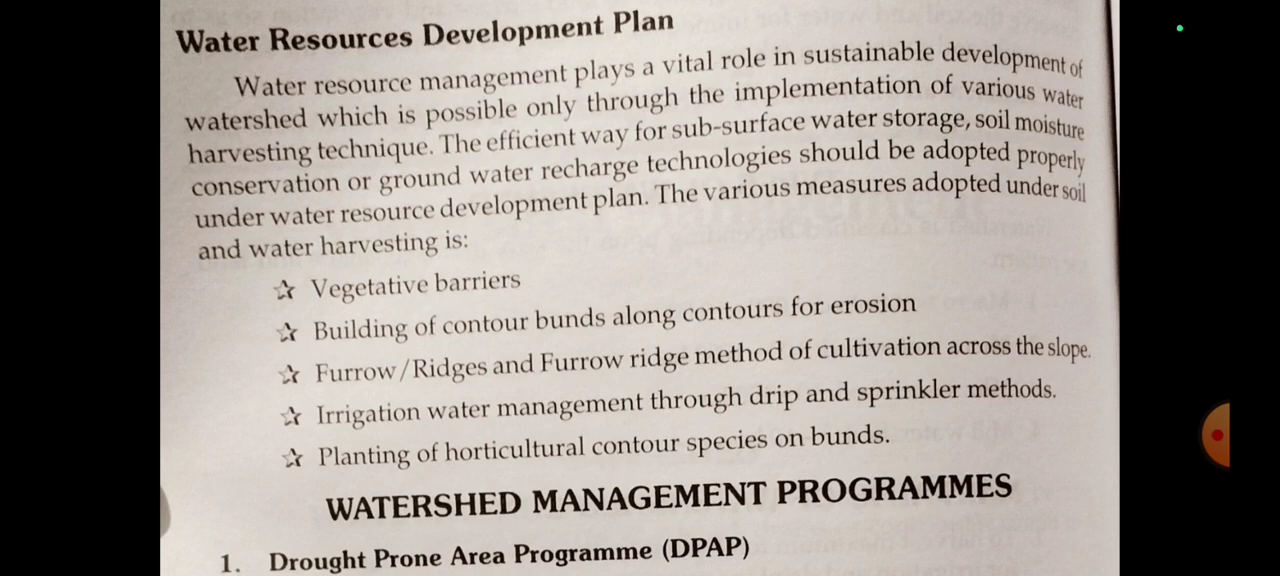 Water Resources Development Plan
Water resource management plays a vital role in sustainable development of
watershed which is possible only through the implementation of various water
harvesting technique. The efficient way for sub-surface water storage, soil moisture
conservation or ground water recharge technologies should be adopted properly
under water resource development plan. The various measures adopted under soil
and water harvesting is:
☆ Vegetative barriers
☆ Building of contour bunds along contours for erosion
☆ Furrow/Ridges and Furrow ridge method of cultivation across the slope.
☆ Irrigation water management through drip and sprinkler methods.
☆ Planting of horticultural contour species on bunds.
WATERSHED MANAGEMENT PROGRAMMES
1. Drought Prone Area Programme (DPAP)